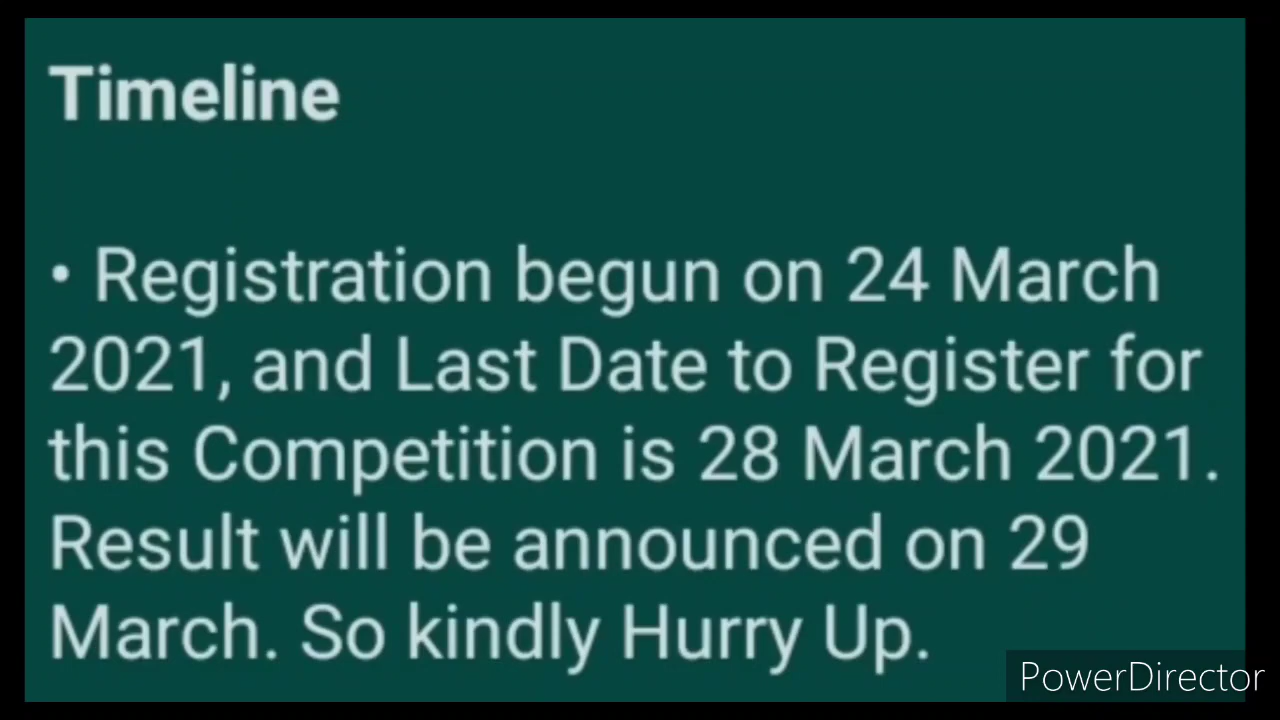 Timeline
• Registration begun on 24 March
2021, and Last Date to Register for
this Competition is 28 March 2021.
Result will be announced on 29
March. So kindly Hurry Up.
PowerDirector